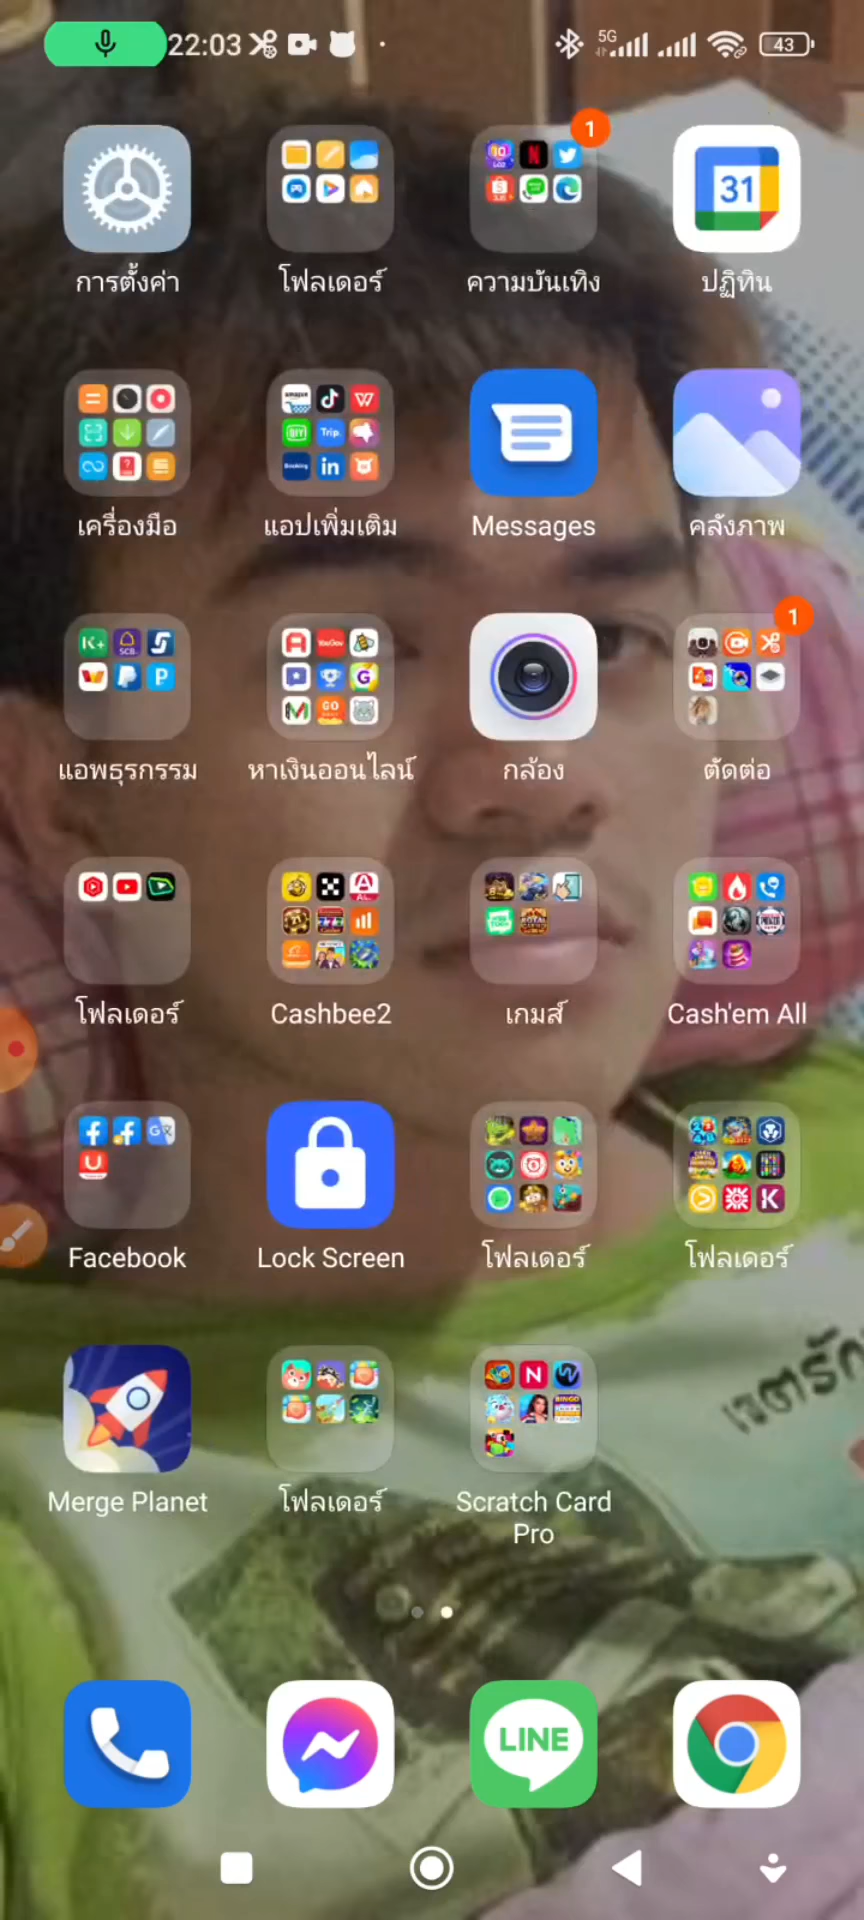 22:03
5G
43
1
31
การตั้งค่า
โฟลเดอร์
ความบันเทิง
ปฏิทิน
เครื่องมือ
แอปเพิ่มเติม
Messages
คลังภาพ
1
แอพธุรกรรม
หาเงินออนไลน์
กล้อง
ตัดต่อ
โฟลเดอร์
Cashbee2
เกมส์
Cash'em All
Facebook
Lock Screen
โฟลเดอร์
โฟลเดอร์
Merge Planet
โฟลเดอร์
Scratch Card
Pro
LINE